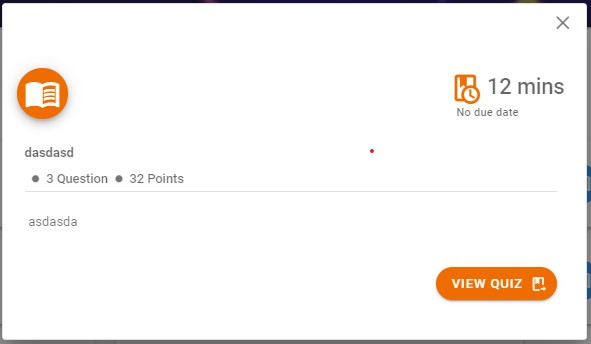 12 mins
No due date
dasdasd
3 Question
32 Points
asdasda
VIEW QUIZ